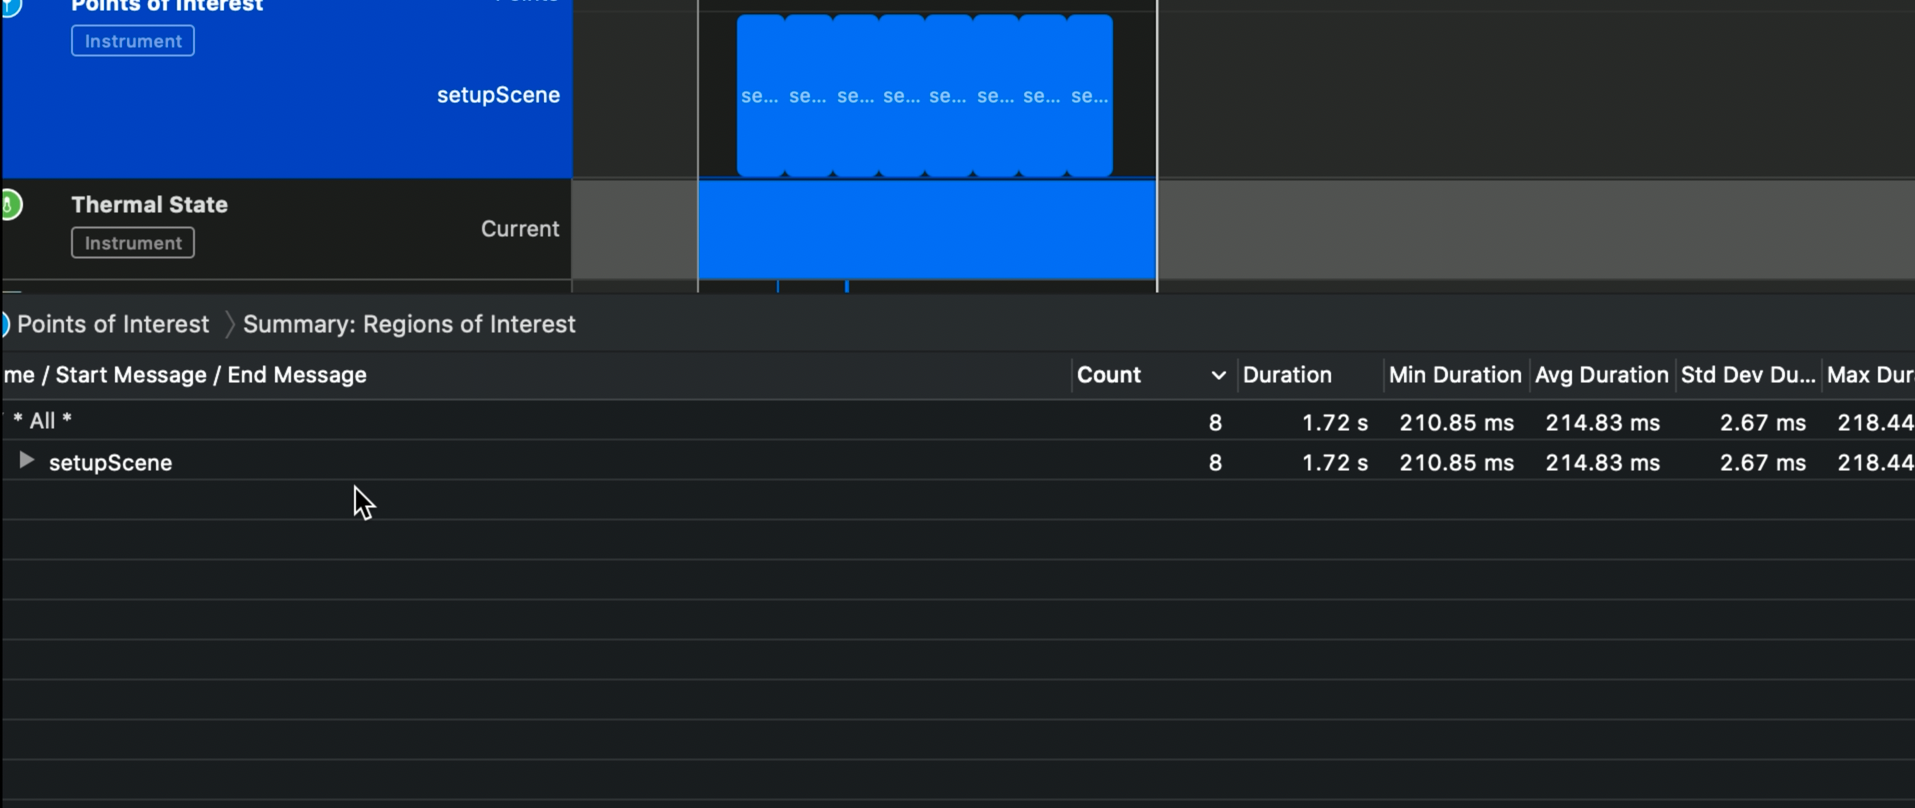 Points of Interest
Instrument
setupScene
se... se... se... se... se... se... se... se...
Thermal State
Instrument
Current
Points of Interest Summary: Regions of Interest
me / Start Message / End Message Count Duration Min Duration Avg Duration Std Dev Du... Max Dur
* All * 8 1.72 s 210.85 ms 214.83 ms 2.67 ms 218.44
setupScene 8 1.72 s 210.85 ms 214.83 ms 2.67 ms 218.44